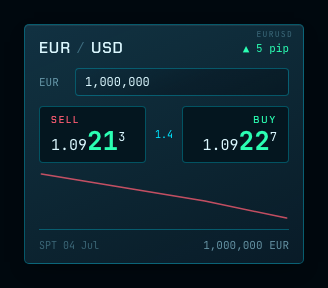 EURUSD
EUR / USD
▲ 5 pip
EUR 1,000,000
SELL
1.09213
1.4
BUY
1.09227
SPT 04 Jul 1,000,000 EUR